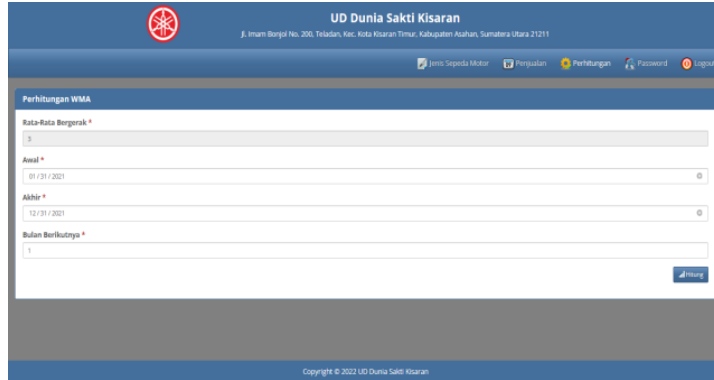 UD Dunia Sakti Kisaran
Jl. Imam Bonjol No. 200, Teladan, Kec. Kota Kisaran Timur, Kabupaten Asahan, Sumatera Utara 21211
Jenis Sepeda Motor Penjualan Perhitungan Password Logout
Perhitungan WMA
Rata-Rata Bergerak *
3
Awal *
01/31/2021
Akhir *
12/31/2021
Bulan Berikutnya *
1
Hitung
Copyright © 2022 UD Dunia Sakti Kisaran